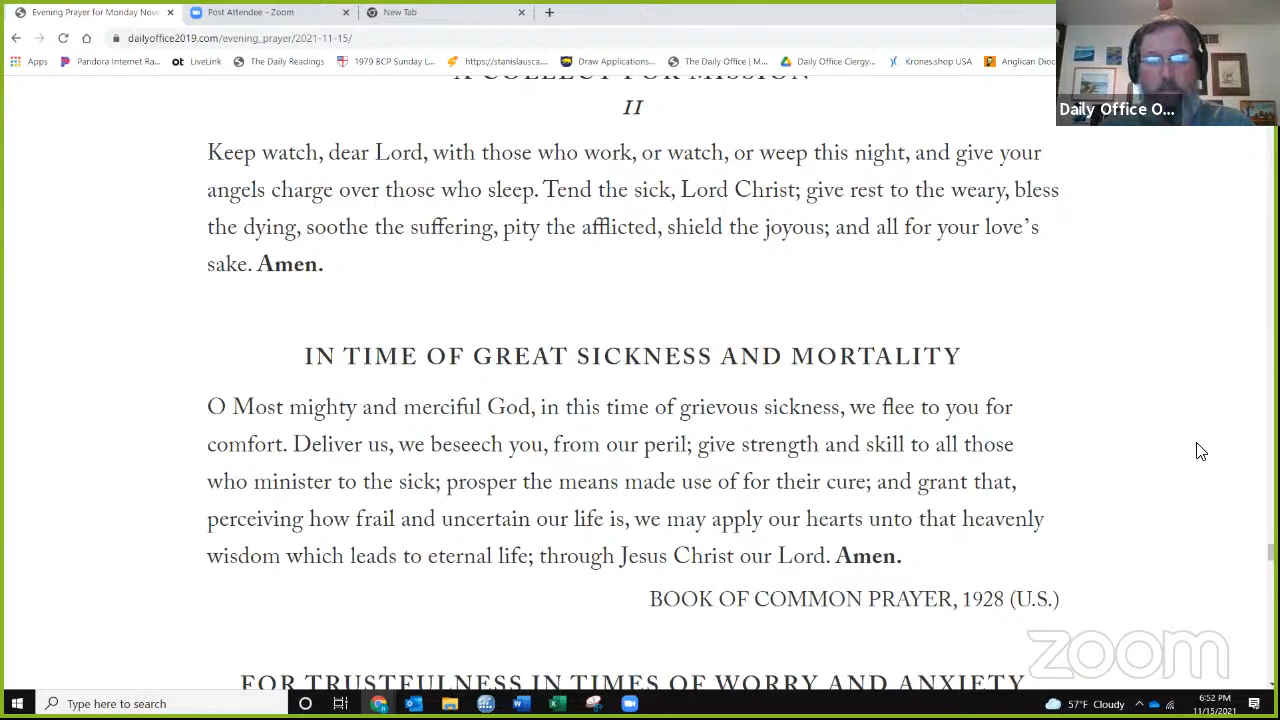 Evening Prayer for Monday Nov
Post Attendee - Zoom
New Tab
dailyoffice2019.com/evening_prayer/2021-11-15/
Apps
Pandora Internet Ra...
ot LiveLink
The Daily Readings
1979 BCP Sunday L...
https://stanislausca...
Draw Applications...
The Daily Office | M...
Daily Office Clergy...
Krones.shop USA
Anglican Dio
Daily Office O...
A COLLECT FOR MISSION
II
Keep watch, dear Lord, with those who work, or watch, or weep this night, and give your
angels charge over those who sleep. Tend the sick, Lord Christ; give rest to the weary, bless
the dying, soothe the suffering, pity the afflicted, shield the joyous; and all for your love’s
sake. Amen.
IN TIME OF GREAT SICKNESS AND MORTALITY
O Most mighty and merciful God, in this time of grievous sickness, we flee to you for
comfort. Deliver us, we beseech you, from our peril; give strength and skill to all those
who minister to the sick; prosper the means made use of for their cure; and grant that,
perceiving how frail and uncertain our life is, we may apply our hearts unto that heavenly
wisdom which leads to eternal life; through Jesus Christ our Lord. Amen.
BOOK OF COMMON PRAYER, 1928 (U.S.)
zoom
FOR TRUSTFULNESS IN TIMES OF WORRY AND ANXIETY
Type here to search
57°F Cloudy
6:52 PM
11/15/2021